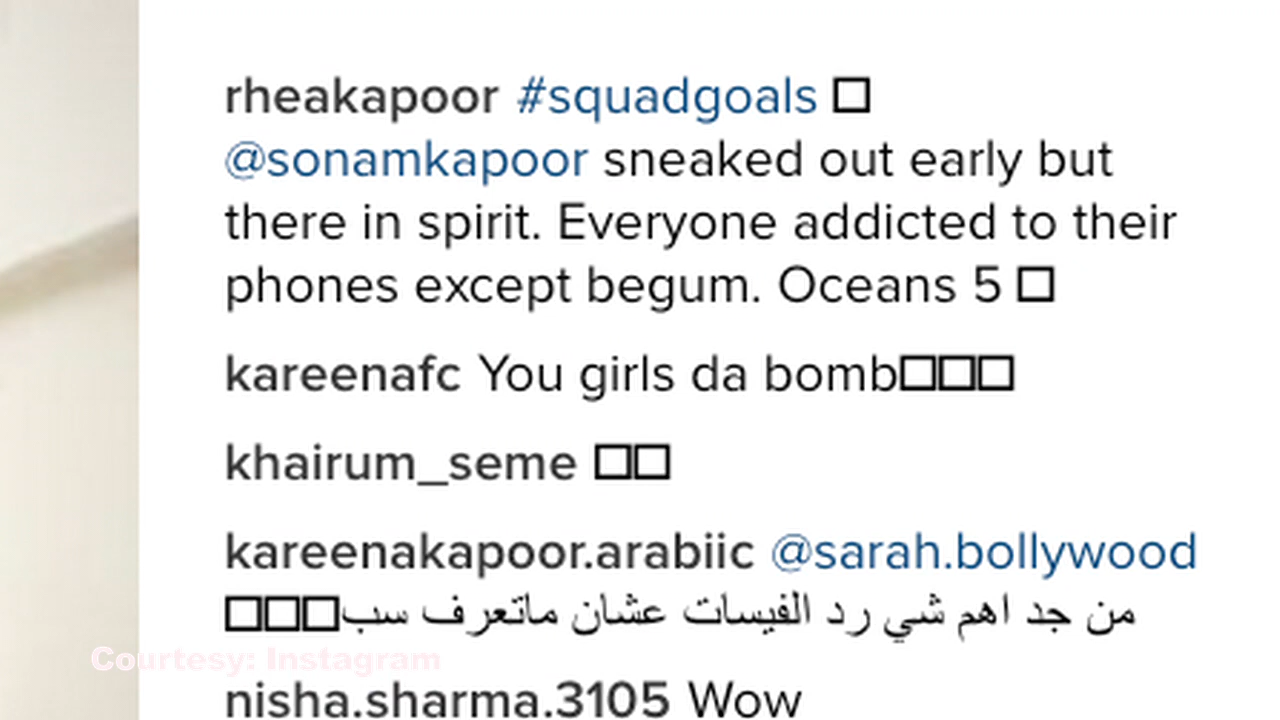 rheakapoor #squadgoals □
@sonamkapoor sneaked out early but
there in spirit. Everyone addicted to their
phones except begum. Oceans 5 □
kareenafc You girls da bomb□□□
khairum_seme □□
kareenakapoor.arabiic @sarah.bollywood
من جد اهم شي رد الفيسات عشان ماتعرف سب□□□
Courtesy: Instagram
nisha.sharma.3105 Wow